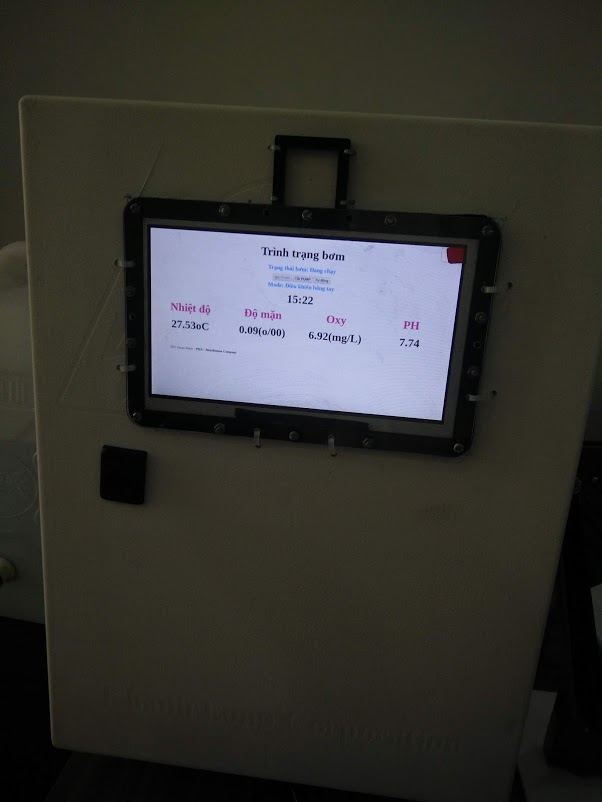 Trình trạng bơm
Trạng thái bơm: Đang chạy
Mode: Điều khiển bằng tay
15:22
Nhiệt độ Độ mặn Oxy PH
27.53oC 0.09(o/00) 6.92(mg/L) 7.74
Corporation